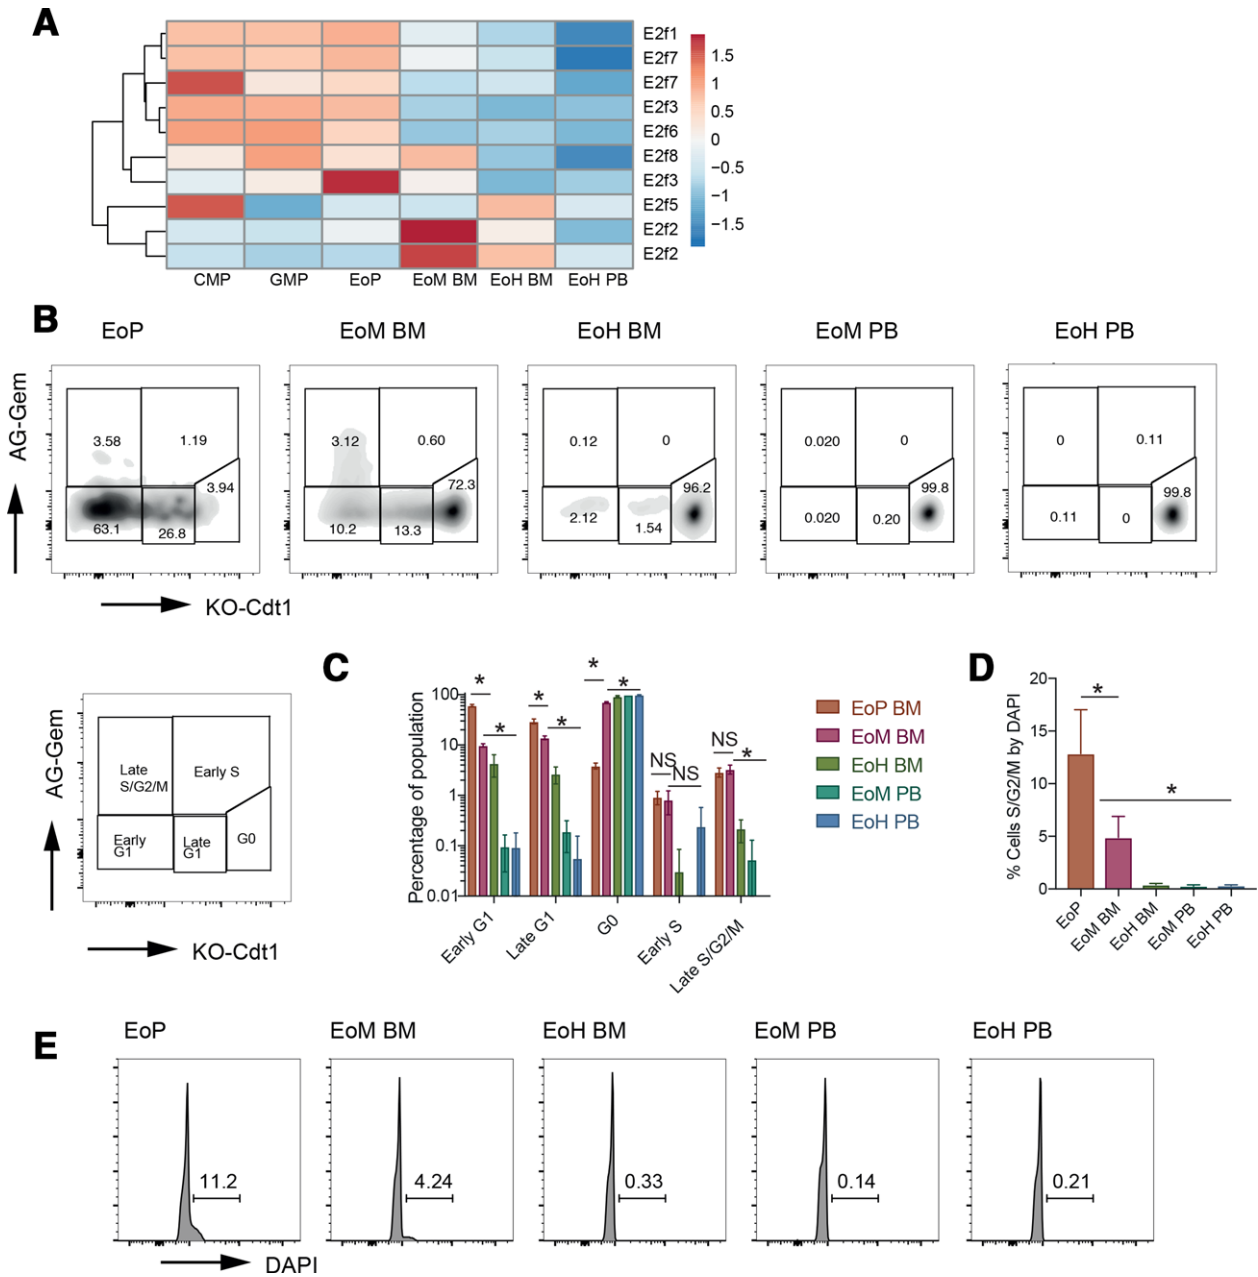 A
E2f1
E2f7
E2f7
E2f3
E2f6
E2f8
E2f3
E2f5
E2f2
E2f2
1.5
1
0.5
0
−0.5
−1
−1.5
CMP GMP EoP EoM BM EoH BM EoH PB
B
EoP EoM BM EoH BM EoM PB EoH PB
AG-Gem
3.58 1.19 3.94 63.1 26.8
3.12 0.60 72.3 10.2 13.3
0.12 0 96.2 2.12 1.54
0.020 0 99.8 0.020 0.20
0 0.11 99.8 0.11 0
KO-Cdt1
AG-Gem
Late
S/G2/M
Early S
Early
G1
Late
G1
G0
KO-Cdt1
C
Percentage of population
100
10
1
0.1
0.01
* * * * * * NS NS NS *
Early G1 Late G1 G0 Early S Late S/G2/M
EoP BM
EoM BM
EoH BM
EoM PB
EoH PB
D
% Cells S/G2/M by DAPI
20
15
10
5
0
*
*
EoP EoM BM EoH BM EoM PB EoH PB
E
EoP EoM BM EoH BM EoM PB EoH PB
11.2 4.24 0.33 0.14 0.21
DAPI